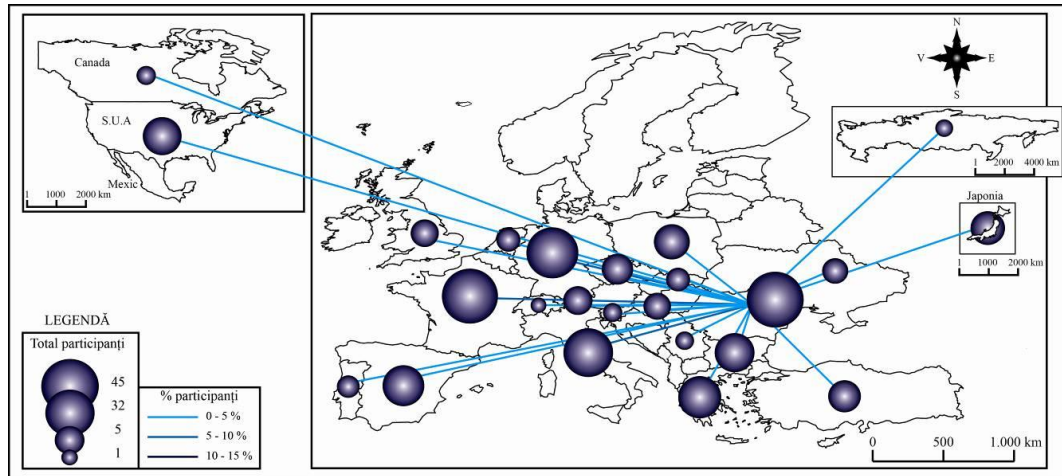 Canada
S.U.A
Mexic
1 1000 2000 km
N
V E
S
1 2000 4000 km
Japonia
1 1000 2000 km
LEGENDĂ
Total participanți
45
32
5
1
% participanți
0 - 5 %
5 - 10 %
10 - 15 %
0 500 1.000 km